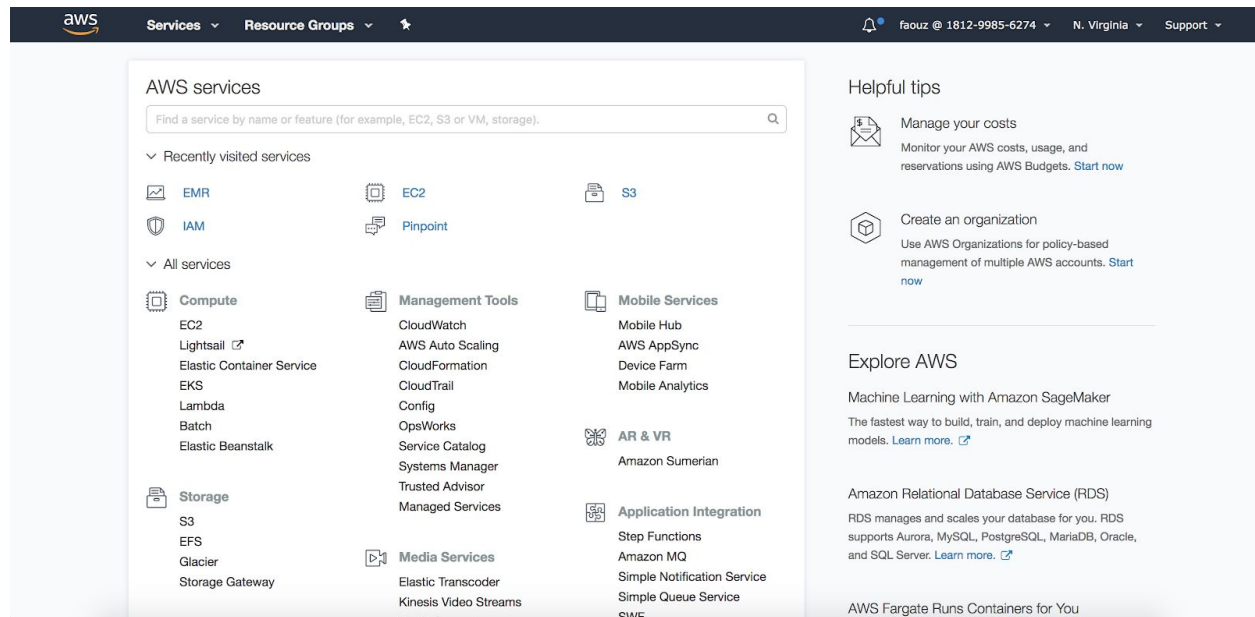 aws
Services
Resource Groups
faouz @ 1812-9985-6274
N. Virginia
Support
AWS services
Find a service by name or feature (for example, EC2, S3 or VM, storage).
Recently visited services
EMR
EC2
S3
IAM
Pinpoint
All services
Compute
EC2
Lightsail
Elastic Container Service
EKS
Lambda
Batch
Elastic Beanstalk
Storage
S3
EFS
Glacier
Storage Gateway
Management Tools
CloudWatch
AWS Auto Scaling
CloudFormation
CloudTrail
Config
OpsWorks
Service Catalog
Systems Manager
Trusted Advisor
Managed Services
Media Services
Elastic Transcoder
Kinesis Video Streams
Mobile Services
Mobile Hub
AWS AppSync
Device Farm
Mobile Analytics
AR & VR
Amazon Sumerian
Application Integration
Step Functions
Amazon MQ
Simple Notification Service
Simple Queue Service
SWF
Helpful tips
Manage your costs
Monitor your AWS costs, usage, and
reservations using AWS Budgets. Start now
Create an organization
Use AWS Organizations for policy-based
management of multiple AWS accounts. Start
now
Explore AWS
Machine Learning with Amazon SageMaker
The fastest way to build, train, and deploy machine learning
models. Learn more.
Amazon Relational Database Service (RDS)
RDS manages and scales your database for you. RDS
supports Aurora, MySQL, PostgreSQL, MariaDB, Oracle,
and SQL Server. Learn more.
AWS Fargate Runs Containers for You